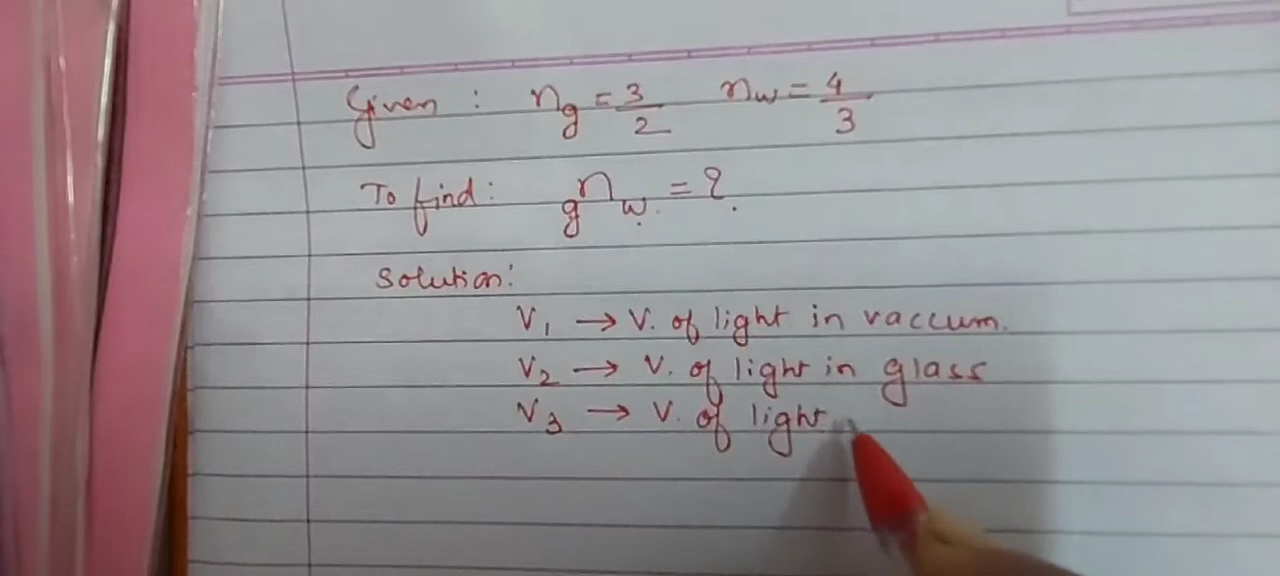 Given : ng = 3/2 nw = 4/3
To find: gnw = ?
Solution:
V1 → V. of light in vaccum.
V2 → V. of light in glass
V3 → V. of light